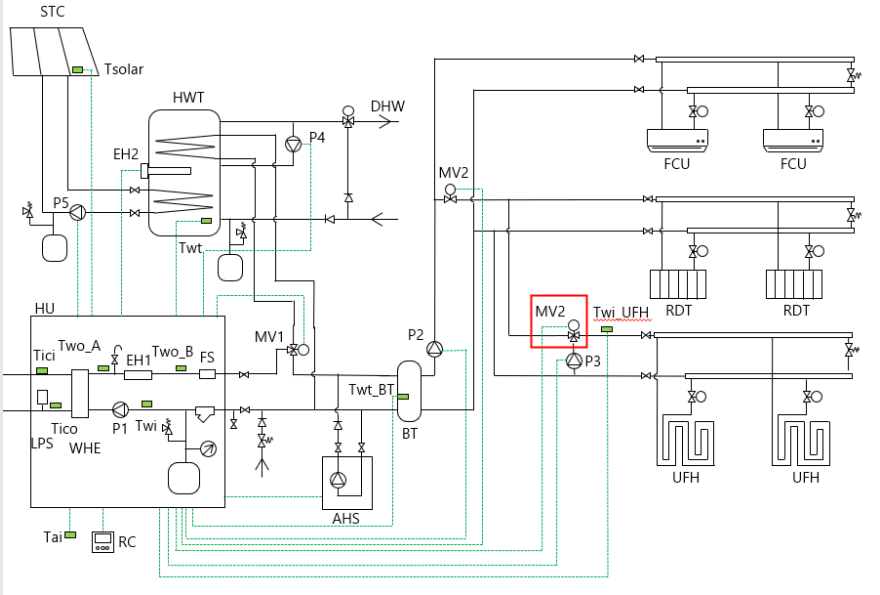 STC
Tsolar
HWT
DHW
P4
EH2
FCU
FCU
MV2
P5
Twt
RDT
RDT
HU
MV2
Twi_UFH
Two_A
Two_B
FS
MV1
P2
Tici
EH1
P3
Twt_BT
LPS
Tico
WHE
P1
Twi
BT
UFH
UFH
AHS
Tai
RC